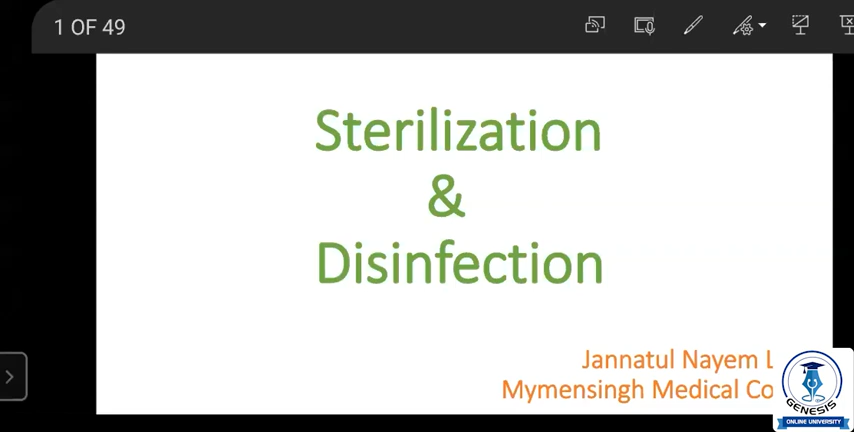 1 OF 49
Sterilization
&
Disinfection
Jannatul Nayem
Mymensingh Medical
GENESIS
ONLINE UNIVERSITY